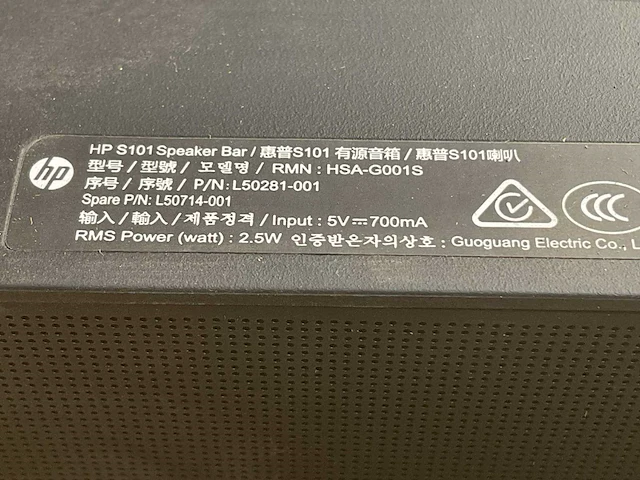 hp
HP S101 Speaker Bar / 惠普S101 有源音箱 / 惠普S101喇叭
型号 / 型號 / 모델명 / RMN : HSA-G001S
序号 / 序號 / P/N: L50281-001
Spare P/N: L50714-001
输入 / 輸入 / 제품정격 / Input : 5V⎓700mA
RMS Power (watt) : 2.5W 인증받은자의상호 : Guoguang Electric Co., L
CCC